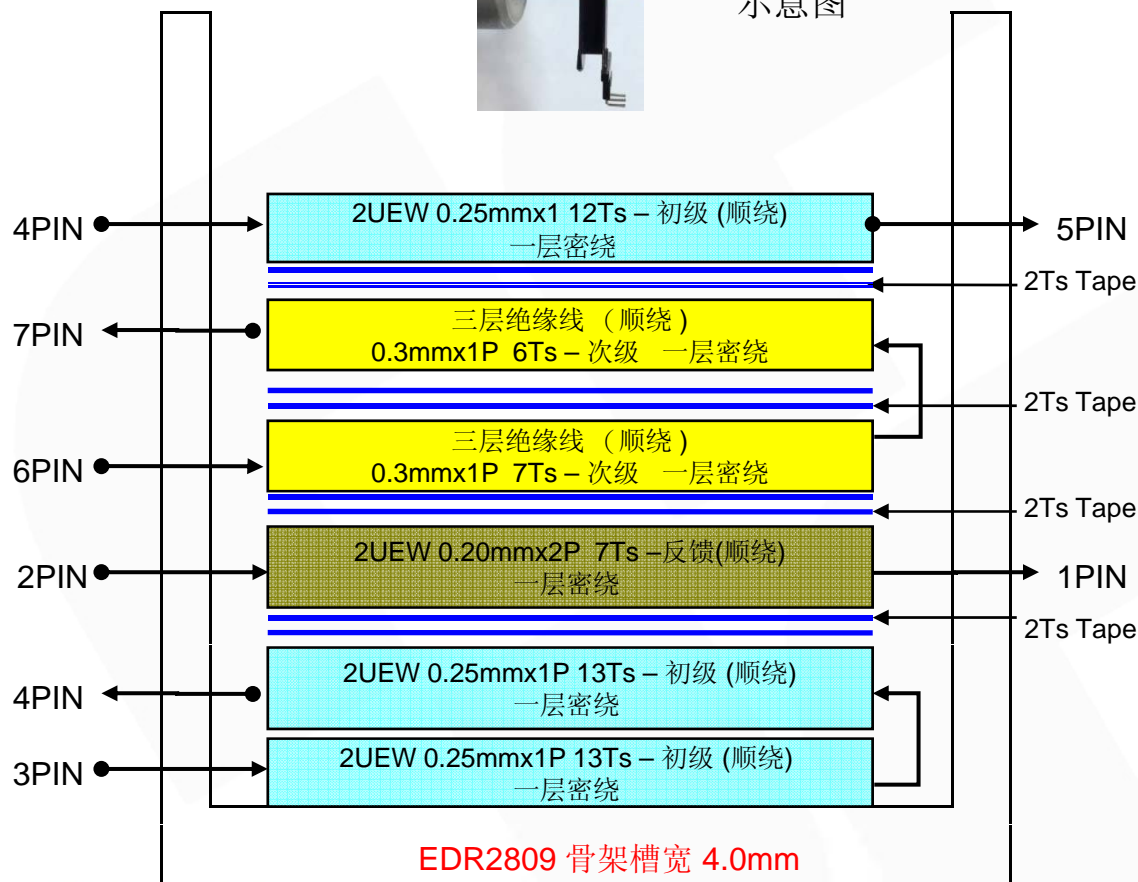 示意图
4PIN
2UEW 0.25mmx1 12Ts – 初级 (顺绕)
一层密绕
5PIN
2Ts Tape
7PIN
三层绝缘线 （顺绕 )
0.3mmx1P 6Ts – 次级 一层密绕
2Ts Tape
6PIN
三层绝缘线 （顺绕 )
0.3mmx1P 7Ts – 次级 一层密绕
2Ts Tape
2PIN
2UEW 0.20mmx2P 7Ts –反馈(顺绕)
一层密绕
1PIN
2Ts Tape
4PIN
2UEW 0.25mmx1P 13Ts – 初级 (顺绕)
一层密绕
3PIN
2UEW 0.25mmx1P 13Ts – 初级 (顺绕)
一层密绕
EDR2809 骨架槽宽 4.0mm